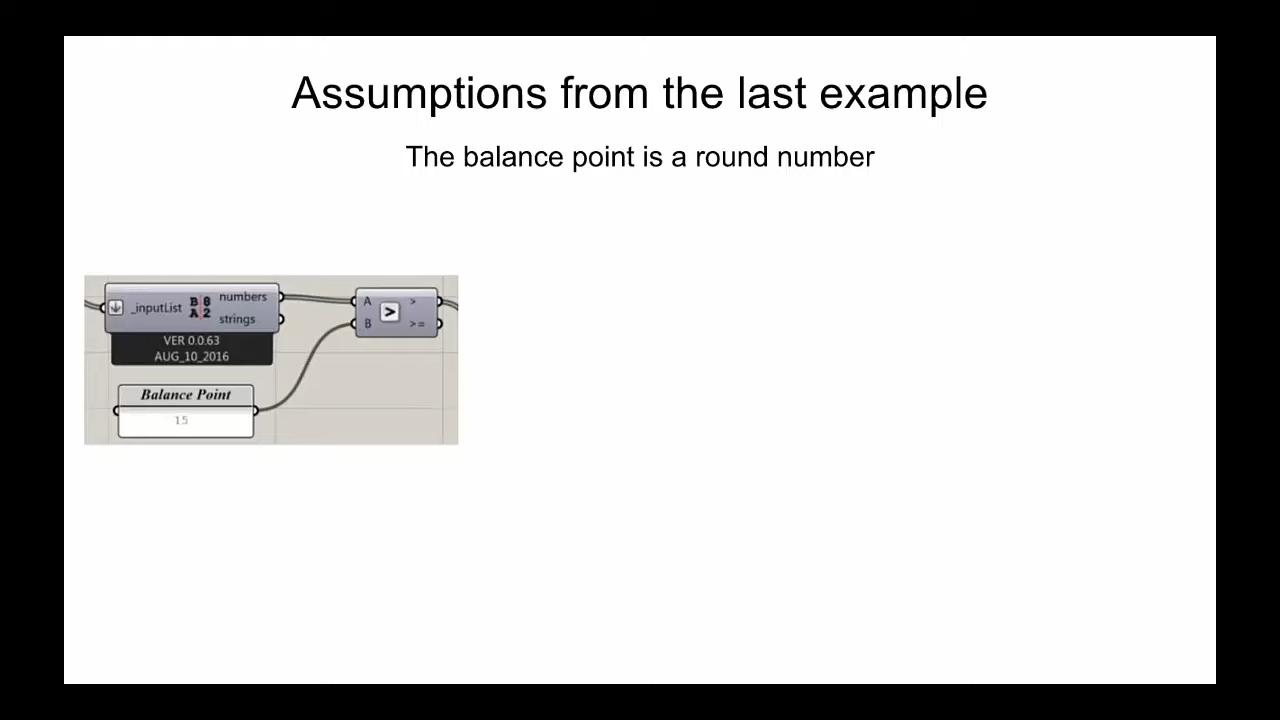 Assumptions from the last example
The balance point is a round number
_inputList
numbers
strings
VER 0.0.63
AUG_10_2016
A
B
>
>
>=
Balance Point